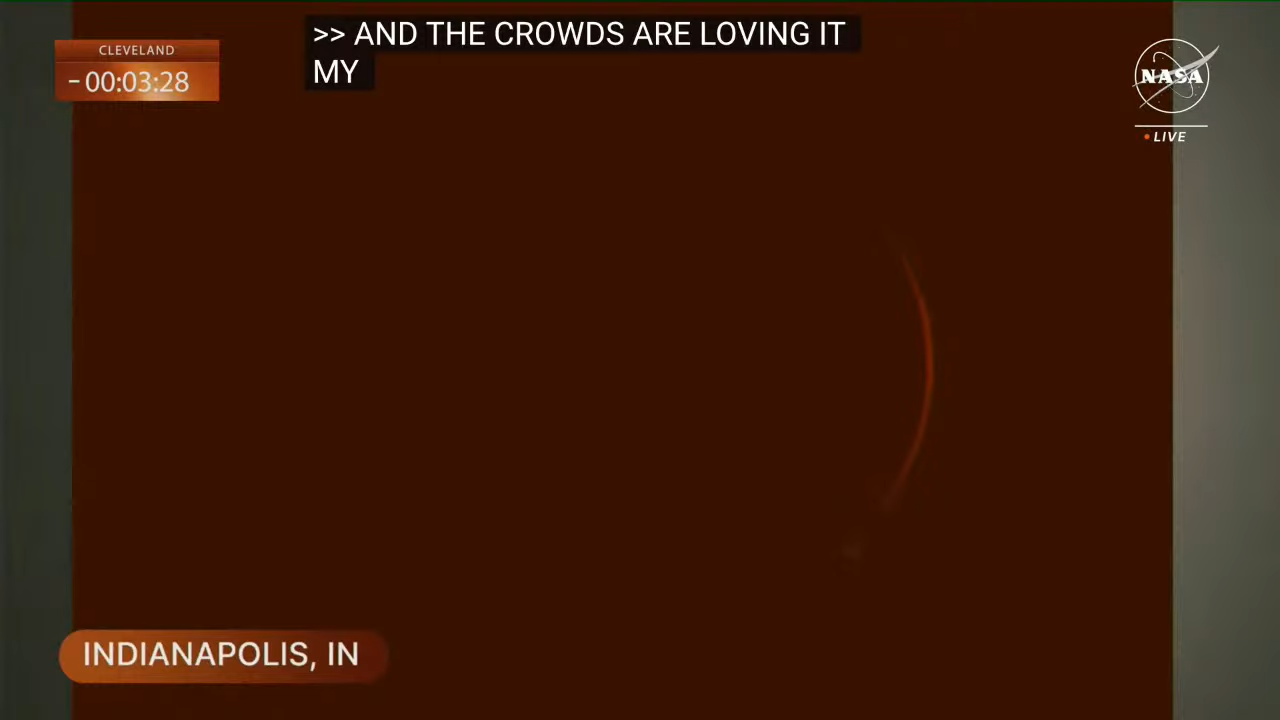 >> AND THE CROWDS ARE LOVING IT
MY
CLEVELAND
-00:03:28
NASA
LIVE
INDIANAPOLIS, IN